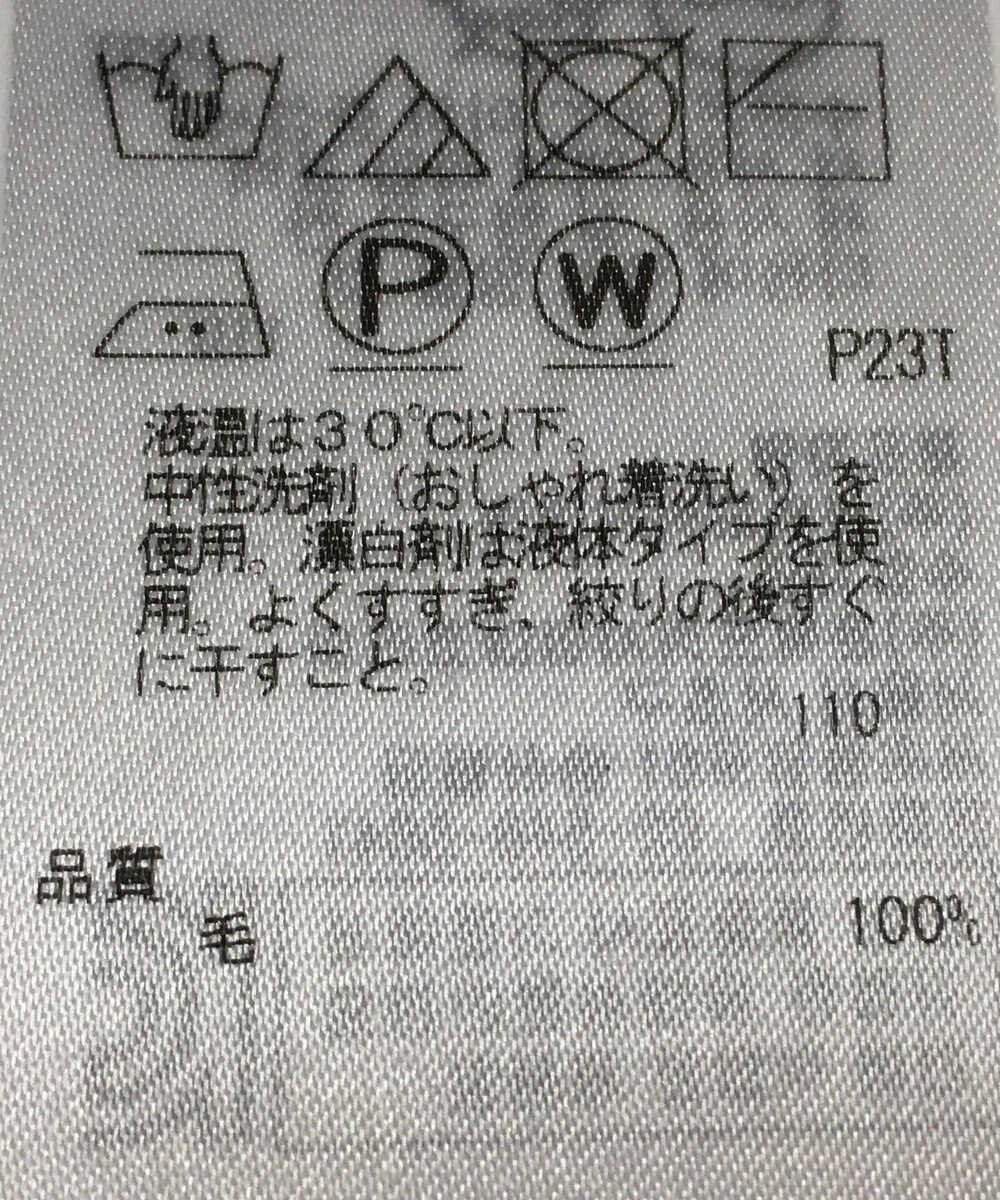 P
W
P23T
液温は30℃以下。
中性洗剤（おしゃれ着洗い）を
使用。漂白剤は液体タイプを使
用。よくすすぎ、絞りの後すぐ
に干すこと。
110
品質
毛 100%